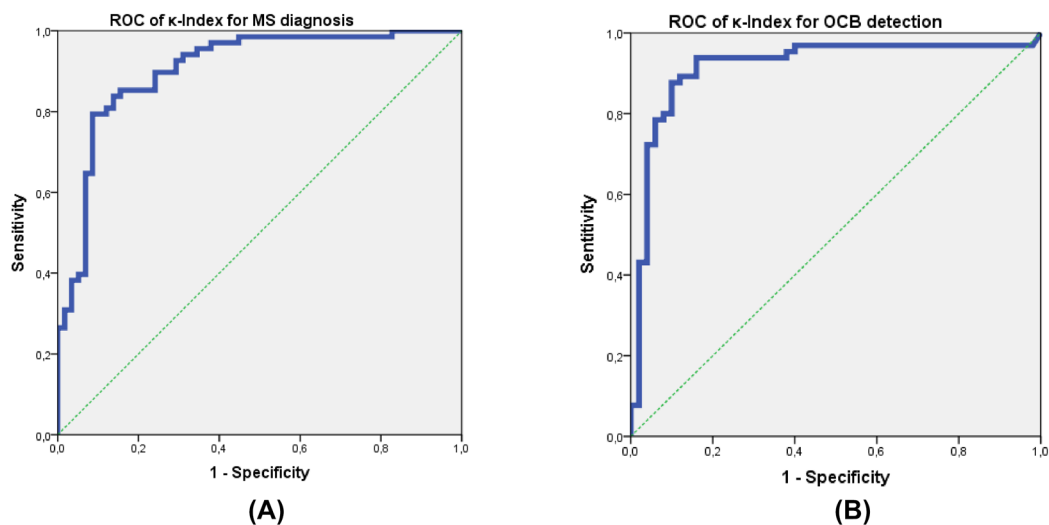 ROC of κ-Index for MS diagnosis
1,0
0,8
0,6
0,4
0,2
0,0
Sensitivity
0,0 0,2 0,4 0,6 0,8 1,0
1 - Specificity
(A)
ROC of κ-Index for OCB detection
1,0
0,8
0,6
0,4
0,2
0,0
Sentitivity
0,0 0,2 0,4 0,6 0,8 1,0
1 - Specificity
(B)